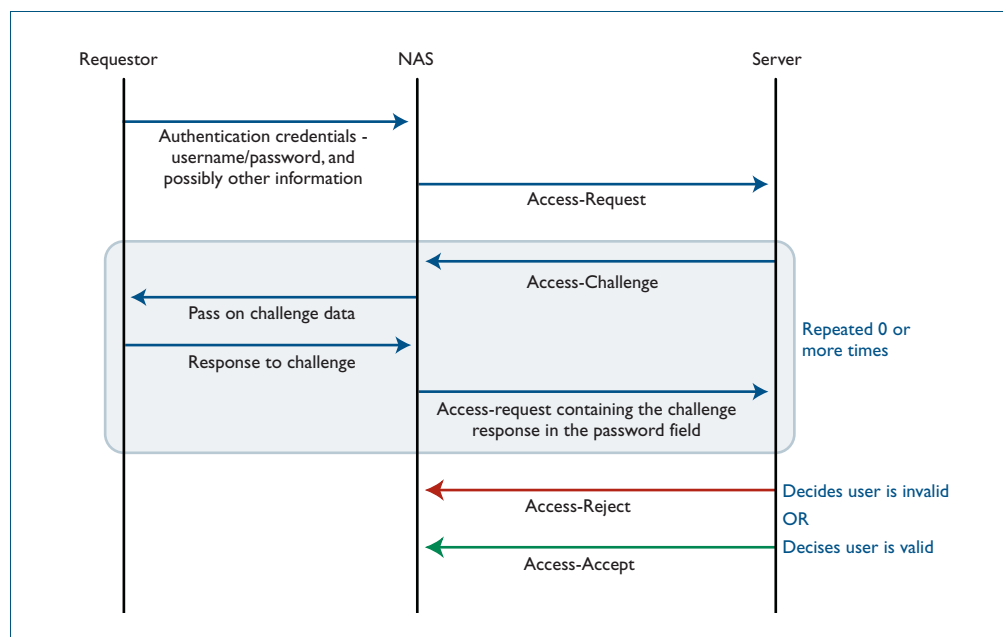 Requestor
NAS
Server
Authentication credentials -
username/password, and
possibly other information
Access-Request
Access-Challenge
Pass on challenge data
Response to challenge
Repeated 0 or
more times
Access-request containing the challenge
response in the password field
Access-Reject
Decides user is invalid
OR
Decises user is valid
Access-Accept